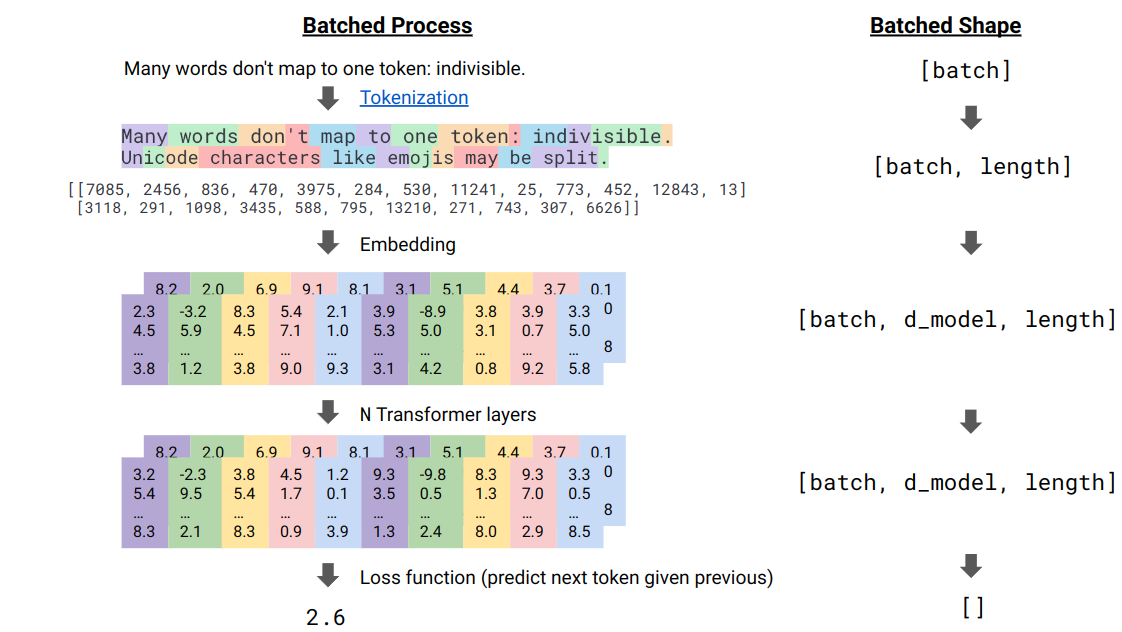 Batched Process
Batched Shape
Many words don't map to one token: indivisible.
[batch]
Tokenization
Many words don't map to one token: indivisible.
Unicode characters like emojis may be split.
[batch, length]
[[7085, 2456, 836, 470, 3975, 284, 530, 11241, 25, 773, 452, 12843, 13]
[3118, 291, 1098, 3435, 588, 795, 13210, 271, 743, 307, 6626]]
Embedding
8.2 2.0 6.9 9.1 8.1 3.1 5.1 4.4 3.7 0.1
2.3 -3.2 8.3 5.4 2.1 3.9 -8.9 3.8 3.9 3.3 0
4.5 5.9 4.5 7.1 1.0 5.3 5.0 3.1 0.7 5.0
... ... ... ... ... ... ... ... ... ... 8
3.8 1.2 3.8 9.0 9.3 3.1 4.2 0.8 9.2 5.8
[batch, d_model, length]
N Transformer layers
8.2 2.0 6.9 9.1 8.1 3.1 5.1 4.4 3.7 0.1
3.2 -2.3 3.8 4.5 1.2 9.3 -9.8 8.3 9.3 3.3 0
5.4 9.5 5.4 1.7 0.1 3.5 0.5 1.3 7.0 0.5
... ... ... ... ... ... ... ... ... ... 8
8.3 2.1 8.3 0.9 3.9 1.3 2.4 8.0 2.9 8.5
[batch, d_model, length]
Loss function (predict next token given previous)
2.6
[]